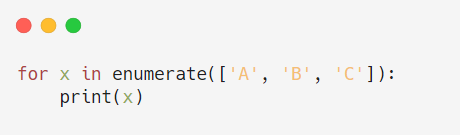 for x in enumerate(['A', 'B', 'C']):
    print(x)